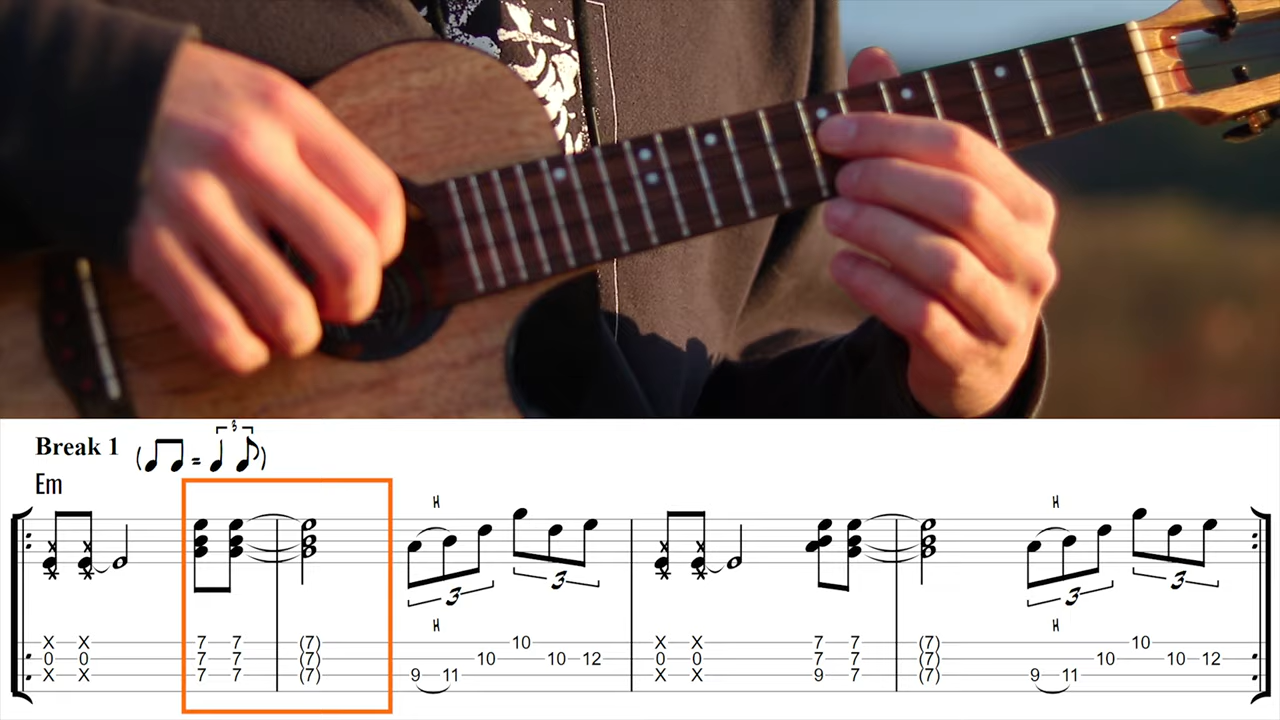 Break 1 ( = 3 )
Em
H H
3 3 3 3
H H
X X 7 7 (7) 10 X X 7 7 (7) 10
0 0 7 7 (7) 10 10 12 0 0 7 7 (7) 10 10 12
X X 7 7 (7) 9 11 X X 9 7 (7) 9 11